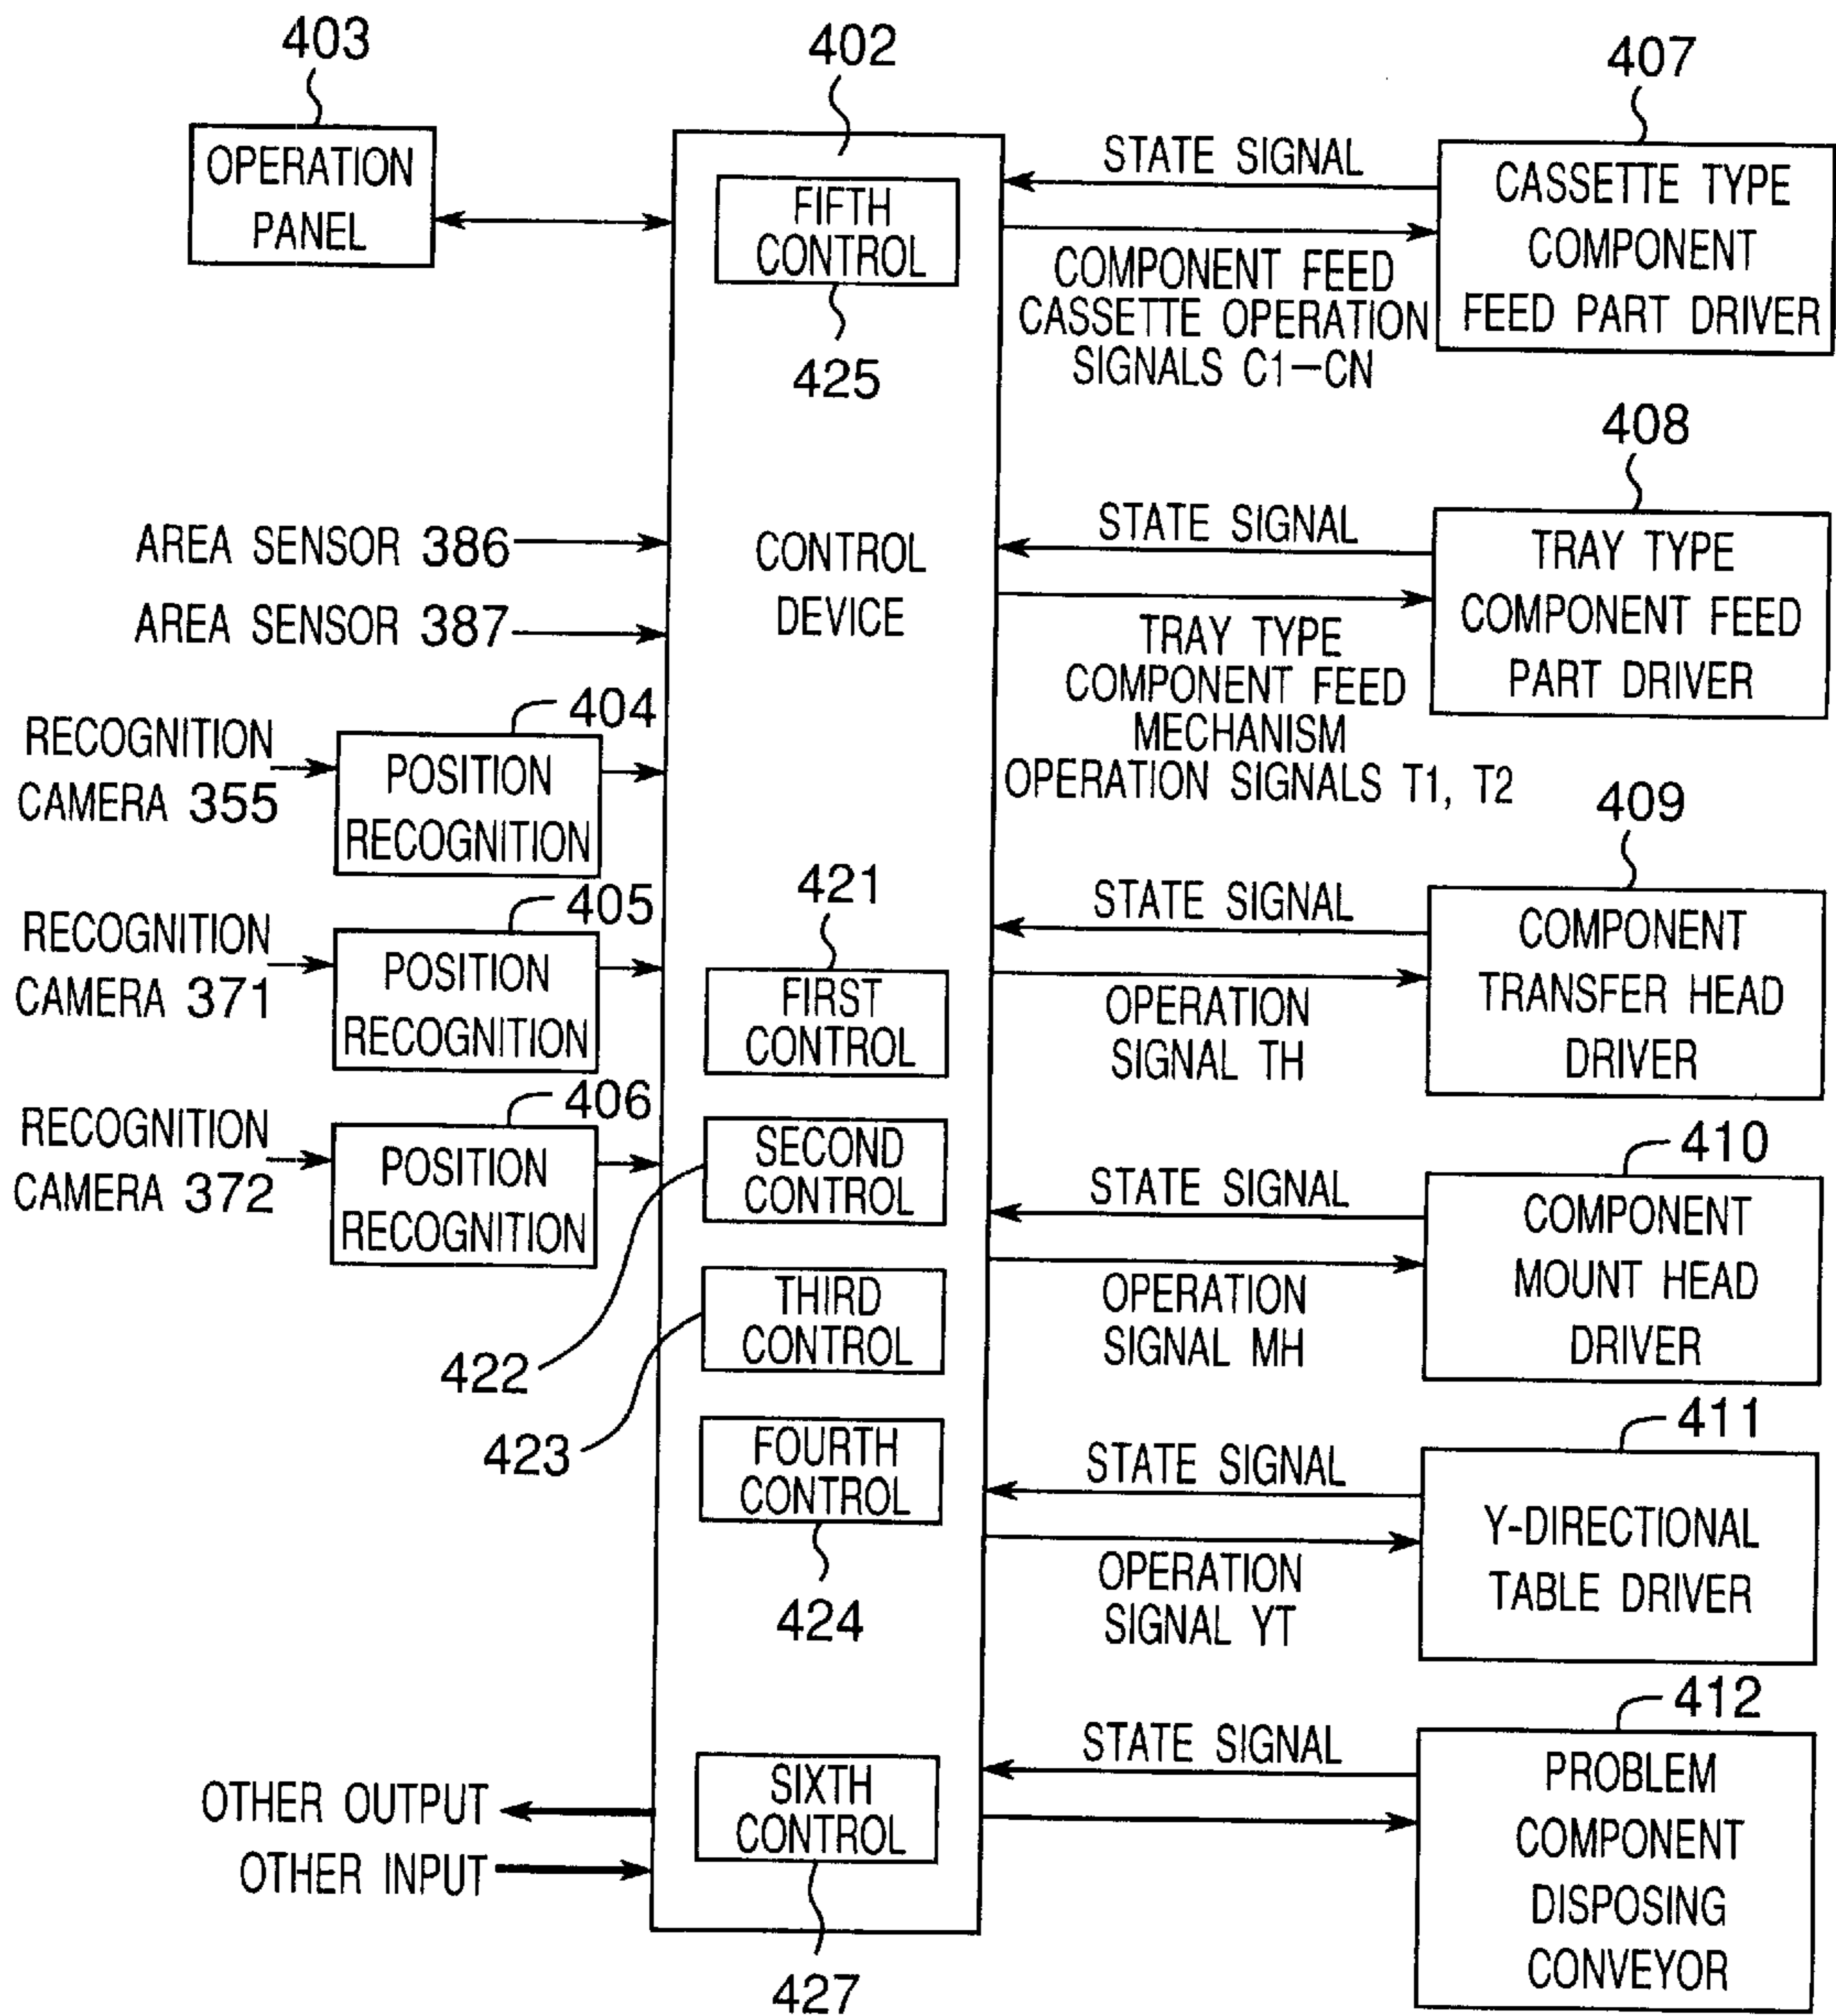 403
OPERATION
PANEL
402
FIFTH
CONTROL
425
CONTROL
DEVICE
AREA SENSOR 386
AREA SENSOR 387
RECOGNITION
CAMERA 355
404
POSITION
RECOGNITION
RECOGNITION
CAMERA 371
405
POSITION
RECOGNITION
RECOGNITION
CAMERA 372
406
POSITION
RECOGNITION
421
FIRST
CONTROL
SECOND
CONTROL
422
THIRD
CONTROL
423
FOURTH
CONTROL
424
SIXTH
CONTROL
427
OTHER OUTPUT
OTHER INPUT
STATE SIGNAL
COMPONENT FEED
CASSETTE OPERATION
SIGNALS C1-CN
407
CASSETTE TYPE
COMPONENT
FEED PART DRIVER
STATE SIGNAL
TRAY TYPE
COMPONENT FEED
MECHANISM
OPERATION SIGNALS T1, T2
408
TRAY TYPE
COMPONENT FEED
PART DRIVER
STATE SIGNAL
OPERATION
SIGNAL TH
409
COMPONENT
TRANSFER HEAD
DRIVER
STATE SIGNAL
OPERATION
SIGNAL MH
410
COMPONENT
MOUNT HEAD
DRIVER
STATE SIGNAL
OPERATION
SIGNAL YT
411
Y-DIRECTIONAL
TABLE DRIVER
STATE SIGNAL
412
PROBLEM
COMPONENT
DISPOSING
CONVEYOR